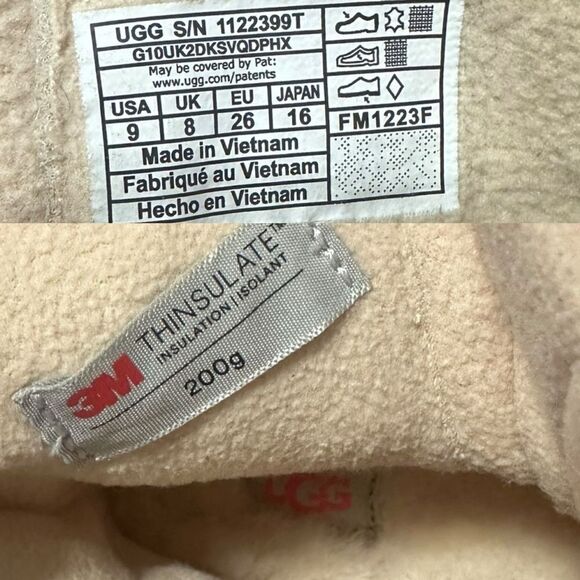 UGG S/N 1122399T
G10UK2DKSVQDPHX
May be covered by Pat:
www.ugg.com/patents
USA UK EU JAPAN
9 8 26 16
Made in Vietnam
Fabriqué au Vietnam
Hecho en Vietnam
FM1223F
3M THINSULATE™
INSULATION | ISOLANT
200g
UGG